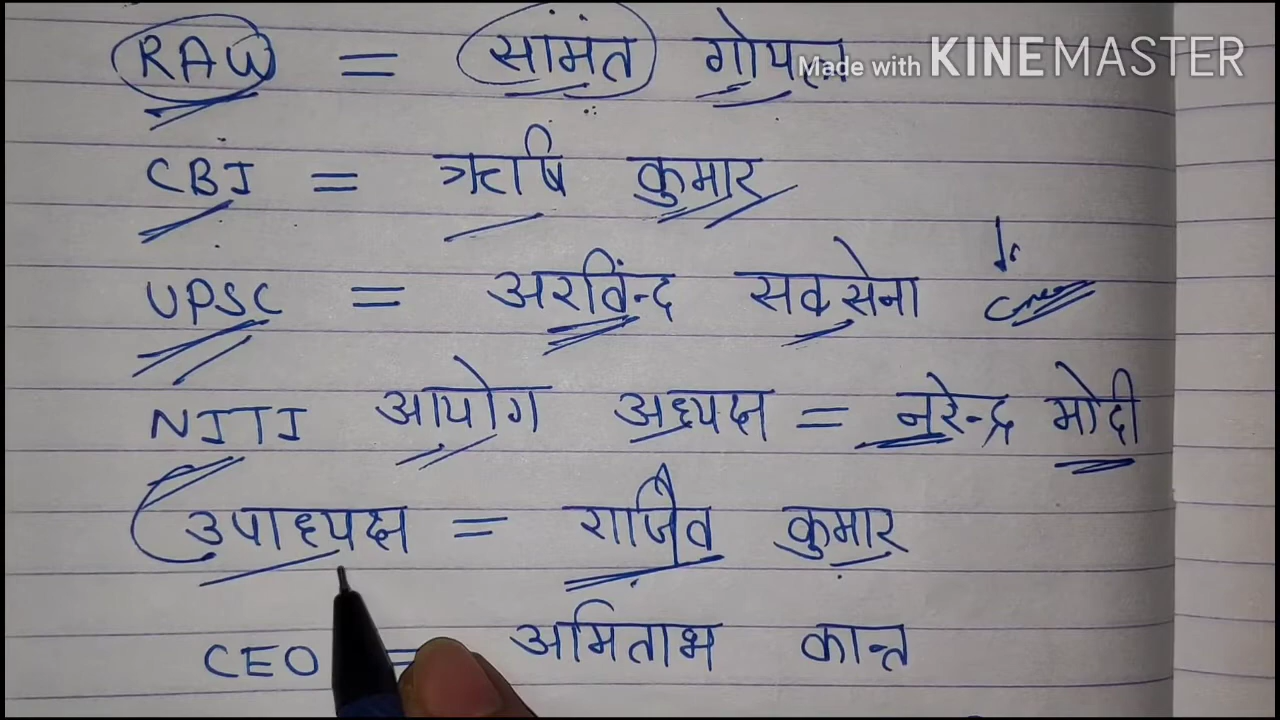 RAW = सामंत गोयल
Made with KINEMASTER
CBI = ऋषि कुमार
UPSC = अरविंन्द सक्सेना
NITI आयोग अध्यक्ष = नरेन्द्र मोदी
उपाध्यक्ष = राजिव कुमार
CEO = अमिताभ कान्त